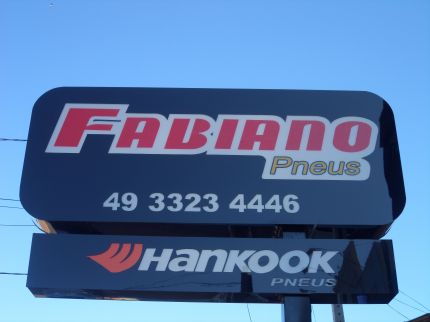 FABIANO
Pneus
49 3323 4446
HANKOOK
PNEUS